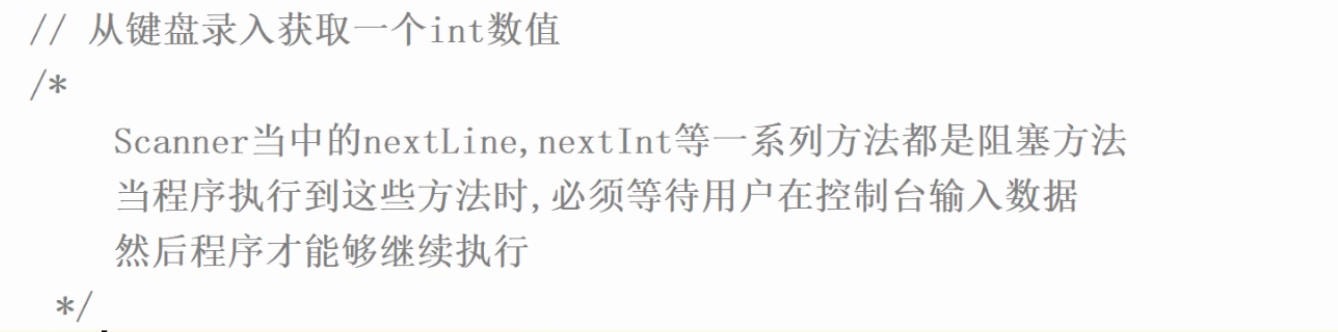 // 从键盘录入获取一个int数值
/*
Scanner当中的nextLine,nextInt等一系列方法都是阻塞方法
当程序执行到这些方法时,必须等待用户在控制台输入数据
然后程序才能够继续执行
*/